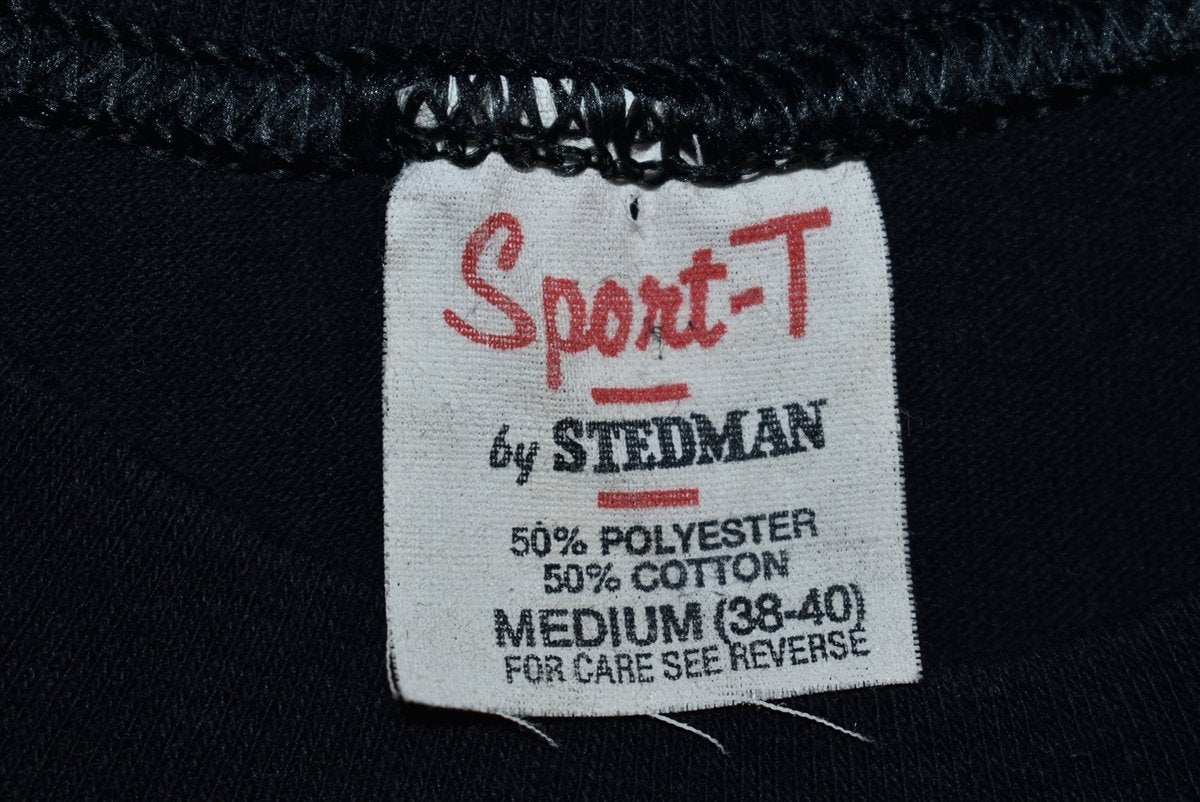 Sport-T
by STEDMAN
50% POLYESTER
50% COTTON
MEDIUM (38-40)
FOR CARE SEE REVERSE